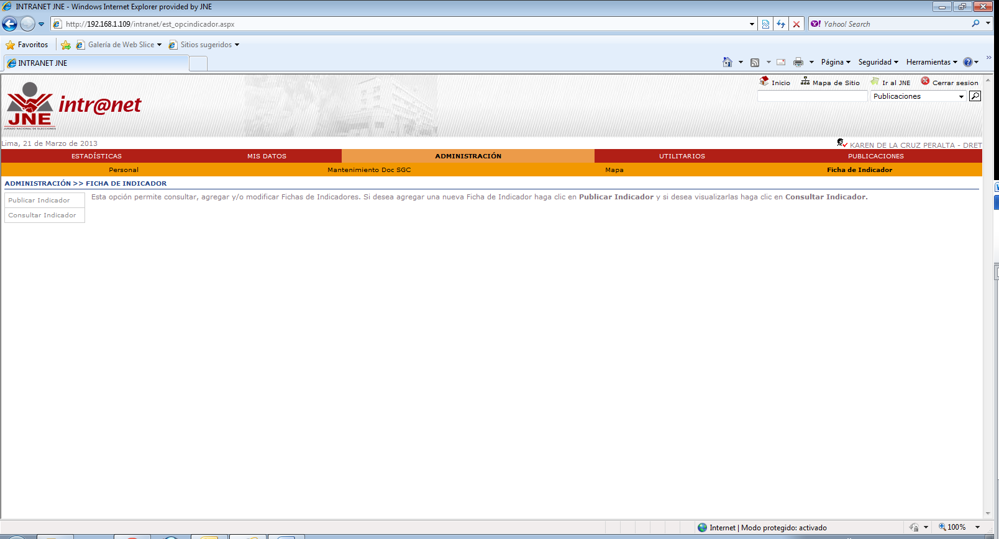 INTRANET JNE - Windows Internet Explorer provided by JNE
http://192.168.1.109/intranet/est_opcindicador.aspx
Yahoo! Search
Favoritos
Galería de Web Slice
Sitios sugeridos
INTRANET JNE
Página
Seguridad
Herramientas
Inicio
Mapa de Sitio
Ir al JNE
Cerrar sesion
Publicaciones
JNE
JURADO NACIONAL DE ELECCIONES
intr@net
Lima, 21 de Marzo de 2013
KAREN DE LA CRUZ PERALTA - DRET
ESTADÍSTICAS
MIS DATOS
ADMINISTRACIÓN
UTILITARIOS
PUBLICACIONES
Personal
Mantenimiento Doc SGC
Mapa
Ficha de Indicador
ADMINISTRACIÓN >> FICHA DE INDICADOR
Publicar Indicador
Consultar Indicador
Esta opción permite consultar, agregar y/o modificar Fichas de Indicadores. Si desea agregar una nueva Ficha de Indicador haga clic en Publicar Indicador y si desea visualizarlas haga clic en Consultar Indicador.
Internet | Modo protegido: activado
100%